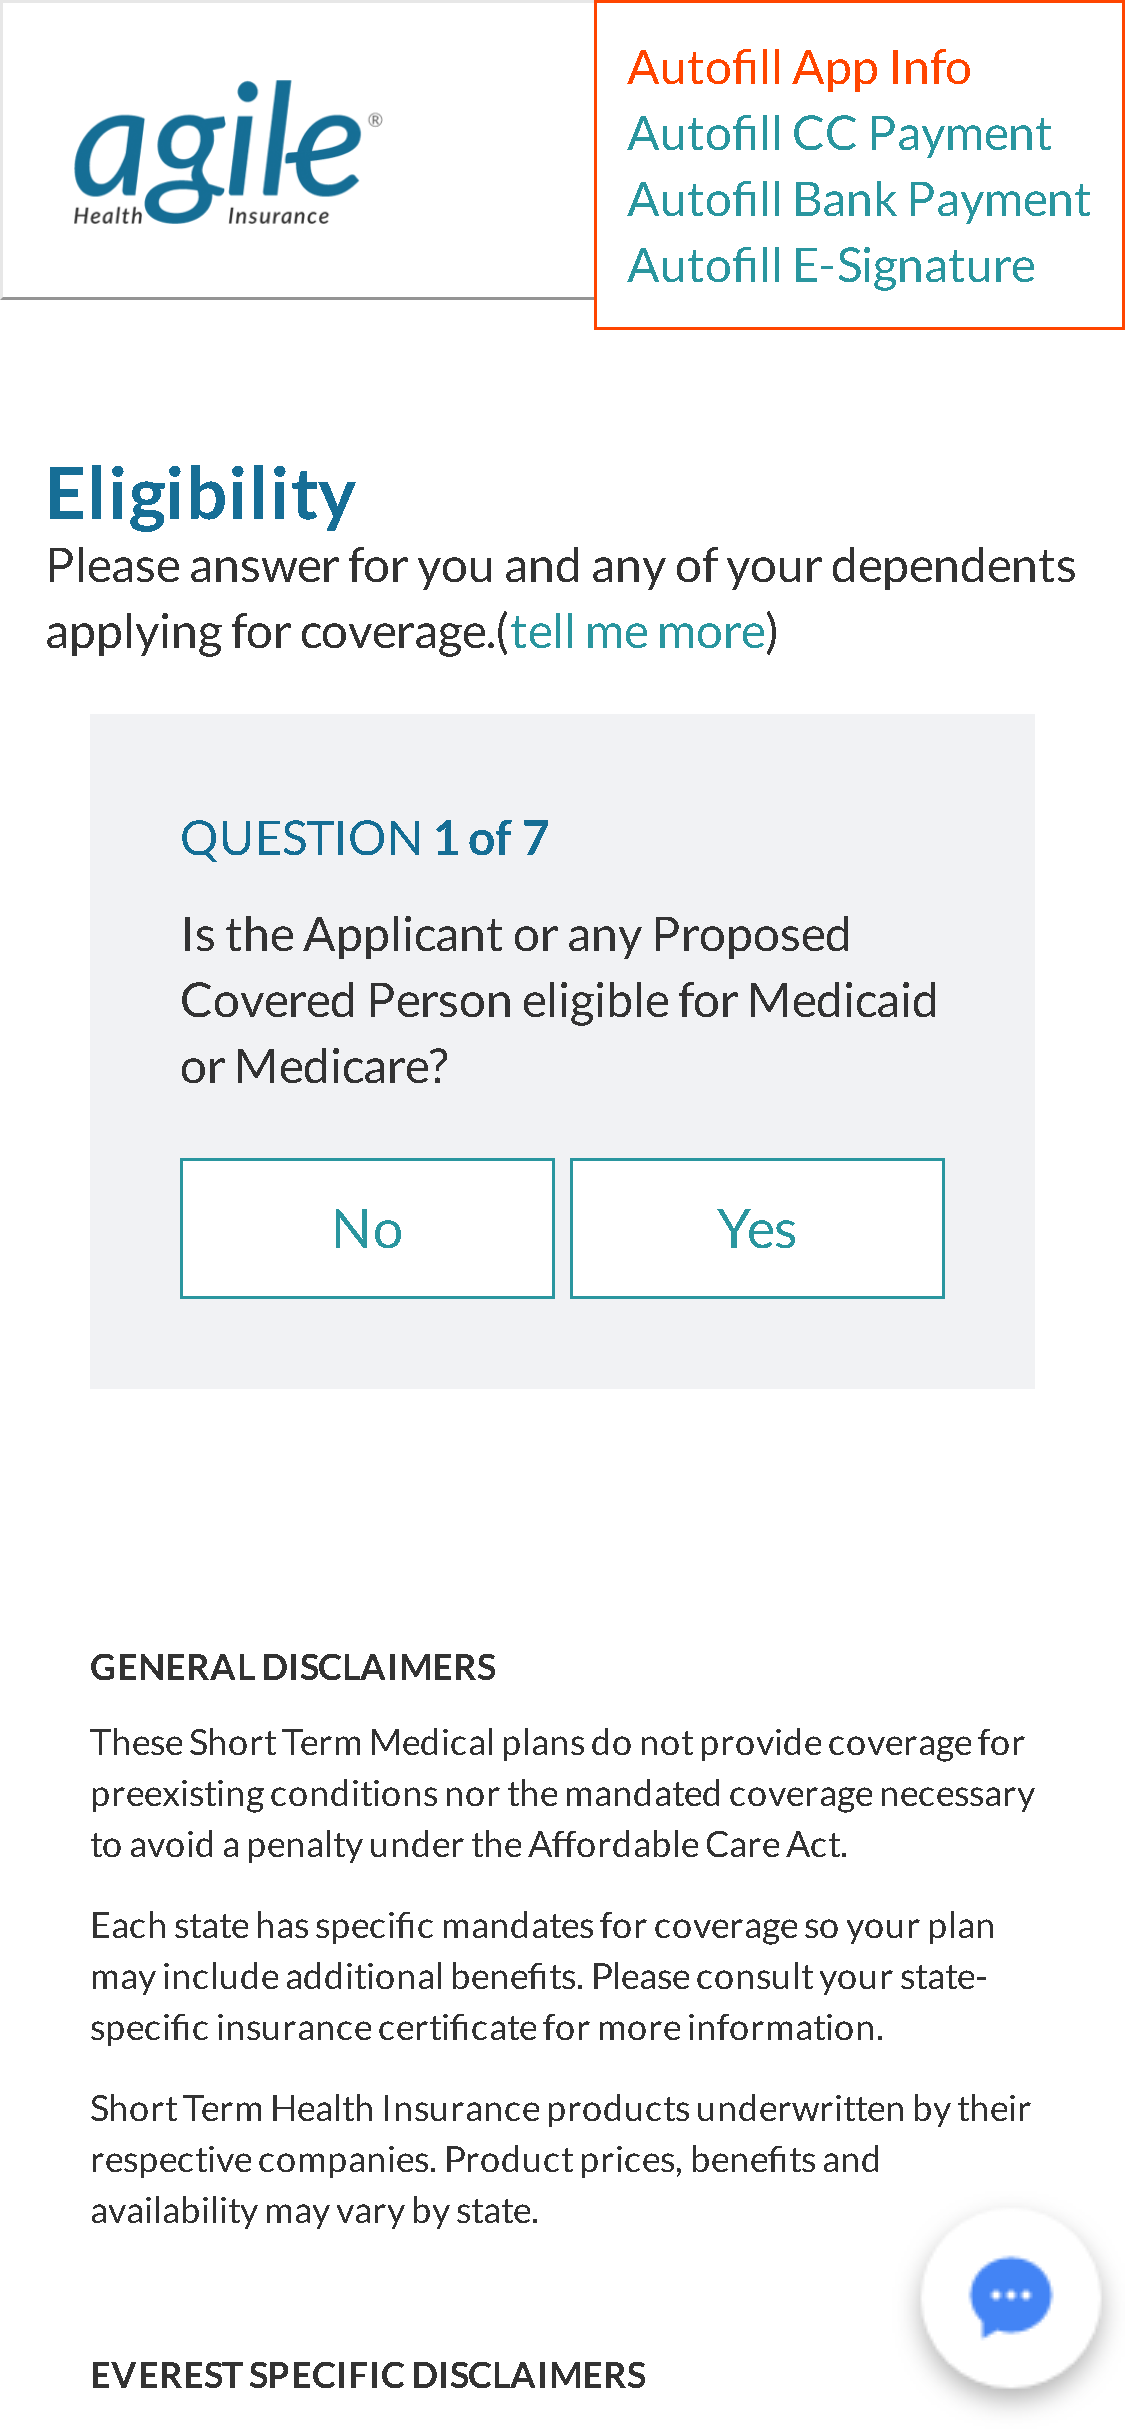 agile®
Health Insurance
Autofill App Info
Autofill CC Payment
Autofill Bank Payment
Autofill E-Signature
Eligibility
Please answer for you and any of your dependents
applying for coverage.(tell me more)
QUESTION 1 of 7
Is the Applicant or any Proposed
Covered Person eligible for Medicaid
or Medicare?
No Yes
GENERAL DISCLAIMERS
These Short Term Medical plans do not provide coverage for
preexisting conditions nor the mandated coverage necessary
to avoid a penalty under the Affordable Care Act.
Each state has specific mandates for coverage so your plan
may include additional benefits. Please consult your state-
specific insurance certificate for more information.
Short Term Health Insurance products underwritten by their
respective companies. Product prices, benefits and
availability may vary by state.
EVEREST SPECIFIC DISCLAIMERS